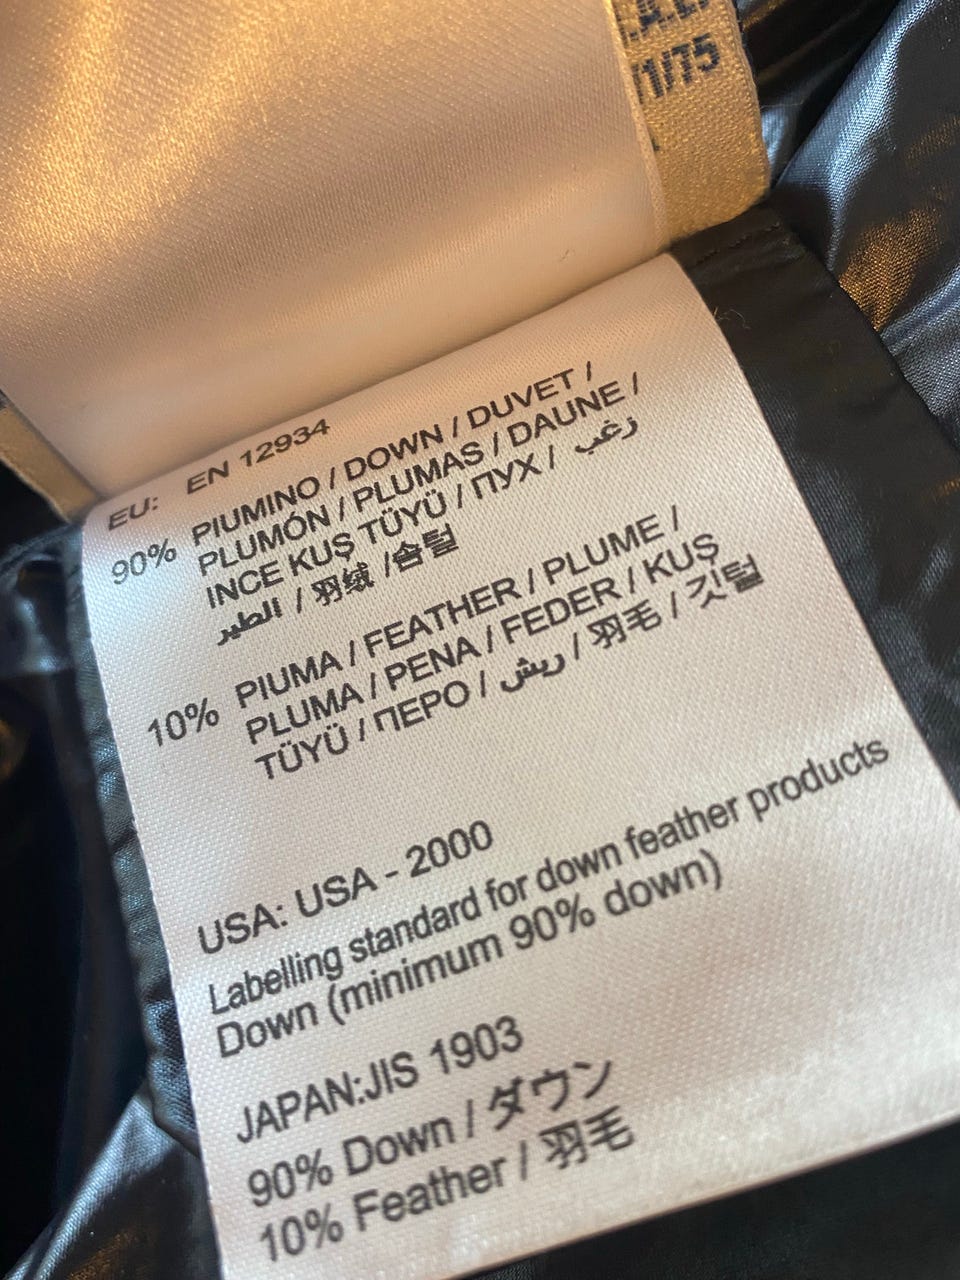 /1/75
EU: EN 12934
90% PIUMINO / DOWN / DUVET /
PLUMÓN / PLUMAS / DAUNE /
INCE KUŞ TÜYÜ / ПУХ / زغب
الطير / 羽绒 /솜털
10% PIUMA / FEATHER / PLUME /
PLUMA / PENA / FEDER / KUŞ
TÜYÜ / ПЕРО / ريش / 羽毛 / 깃털
USA: USA - 2000
Labelling standard for down feather products
Down (minimum 90% down)
JAPAN:JIS 1903
90% Down / ダウン
10% Feather / 羽毛